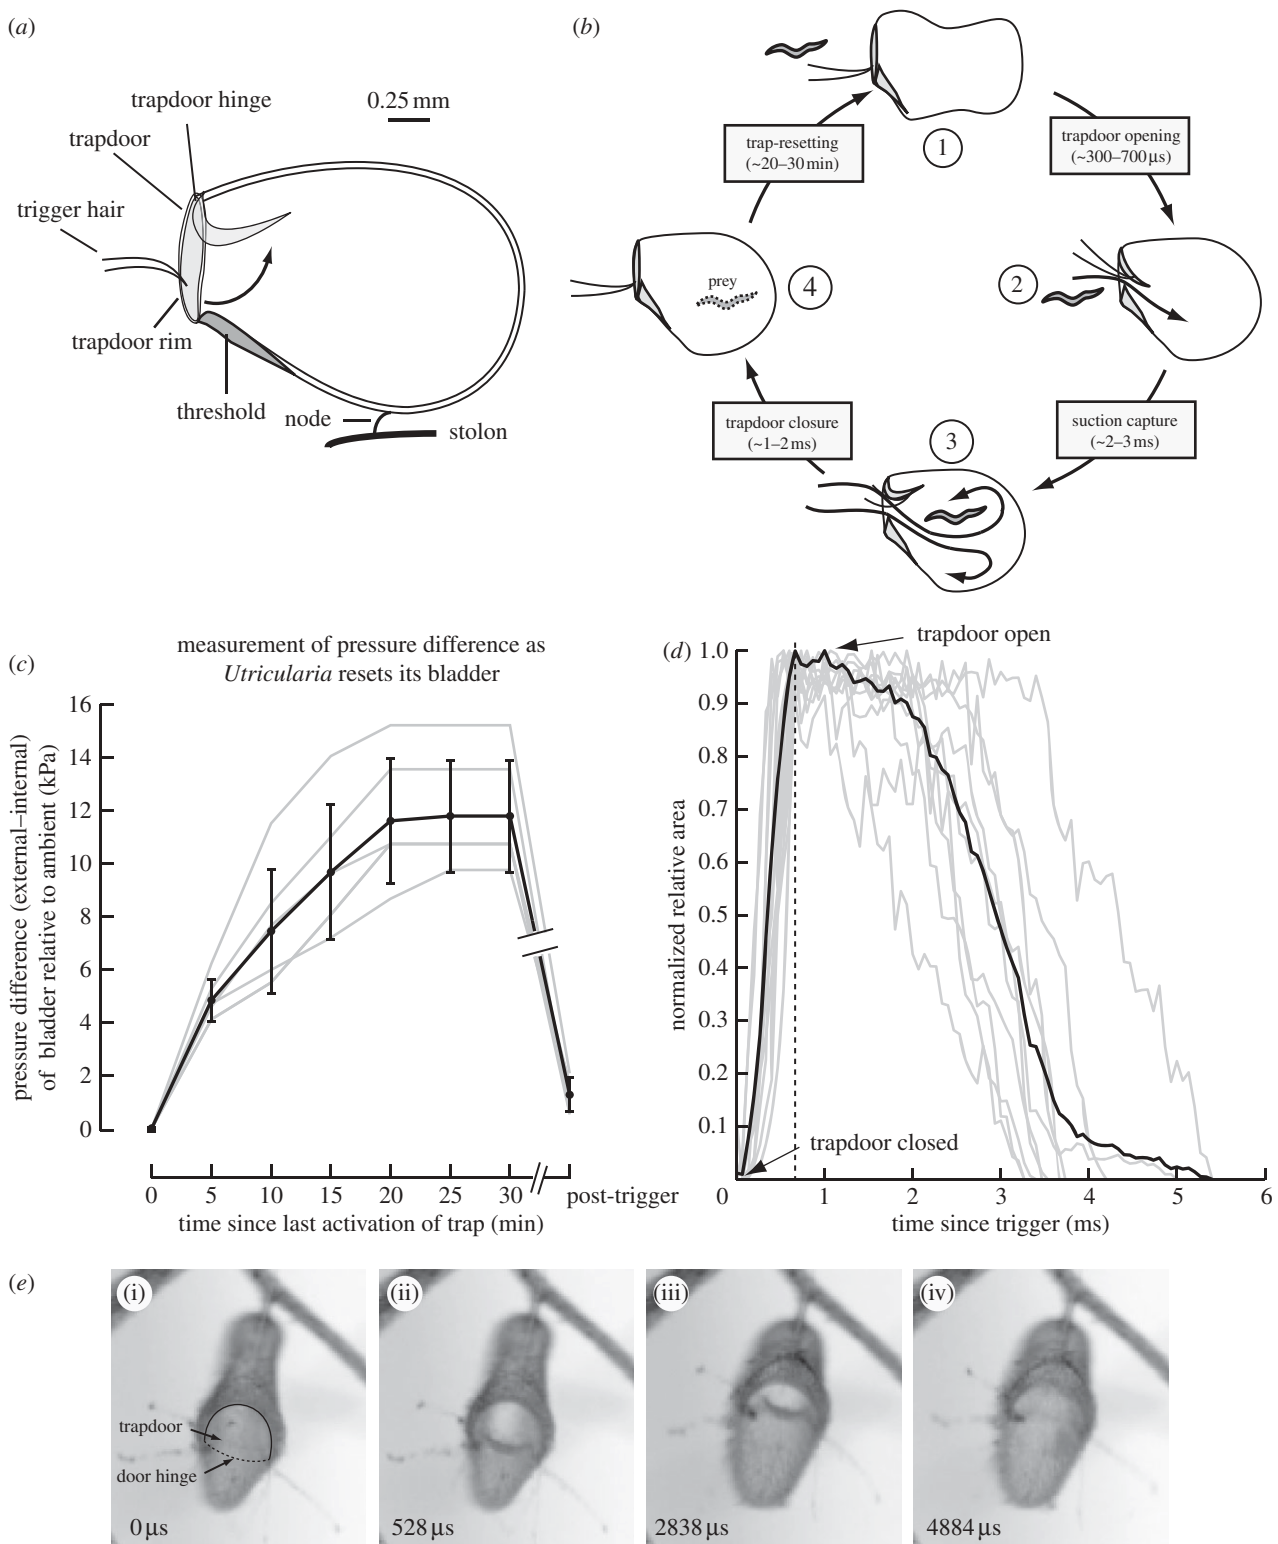 (a)
trapdoor hinge
0.25 mm
trapdoor
trigger hair
trapdoor rim
threshold
node
stolon
(b)
1
trapdoor opening
(~300–700 µs)
2
suction capture
(~2–3 ms)
3
trapdoor closure
(~1–2 ms)
4
prey
trap-resetting
(~20–30 min)
(c)
measurement of pressure difference as
Utricularia resets its bladder
pressure difference (external–internal)
of bladder relative to ambient (kPa)
16
14
12
10
8
6
4
2
0
0 5 10 15 20 25 30 post-trigger
time since last activation of trap (min)
(d)
trapdoor open
normalized relative area
1.0
0.9
0.8
0.7
0.6
0.5
0.4
0.3
0.2
0.1
trapdoor closed
0 1 2 3 4 5 6
time since trigger (ms)
(e)
(i)
trapdoor
door hinge
0 µs
(ii)
528 µs
(iii)
2838 µs
(iv)
4884 µs